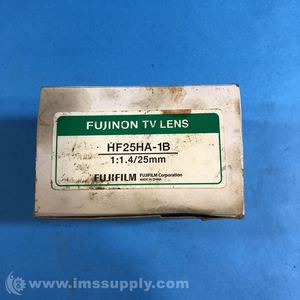 FUJINON TV LENS
HF25HA-1B
1:1.4/25mm
FUJIFILM FUJIFILM Corporation
MADE IN CHINA
© www.imssupply.com